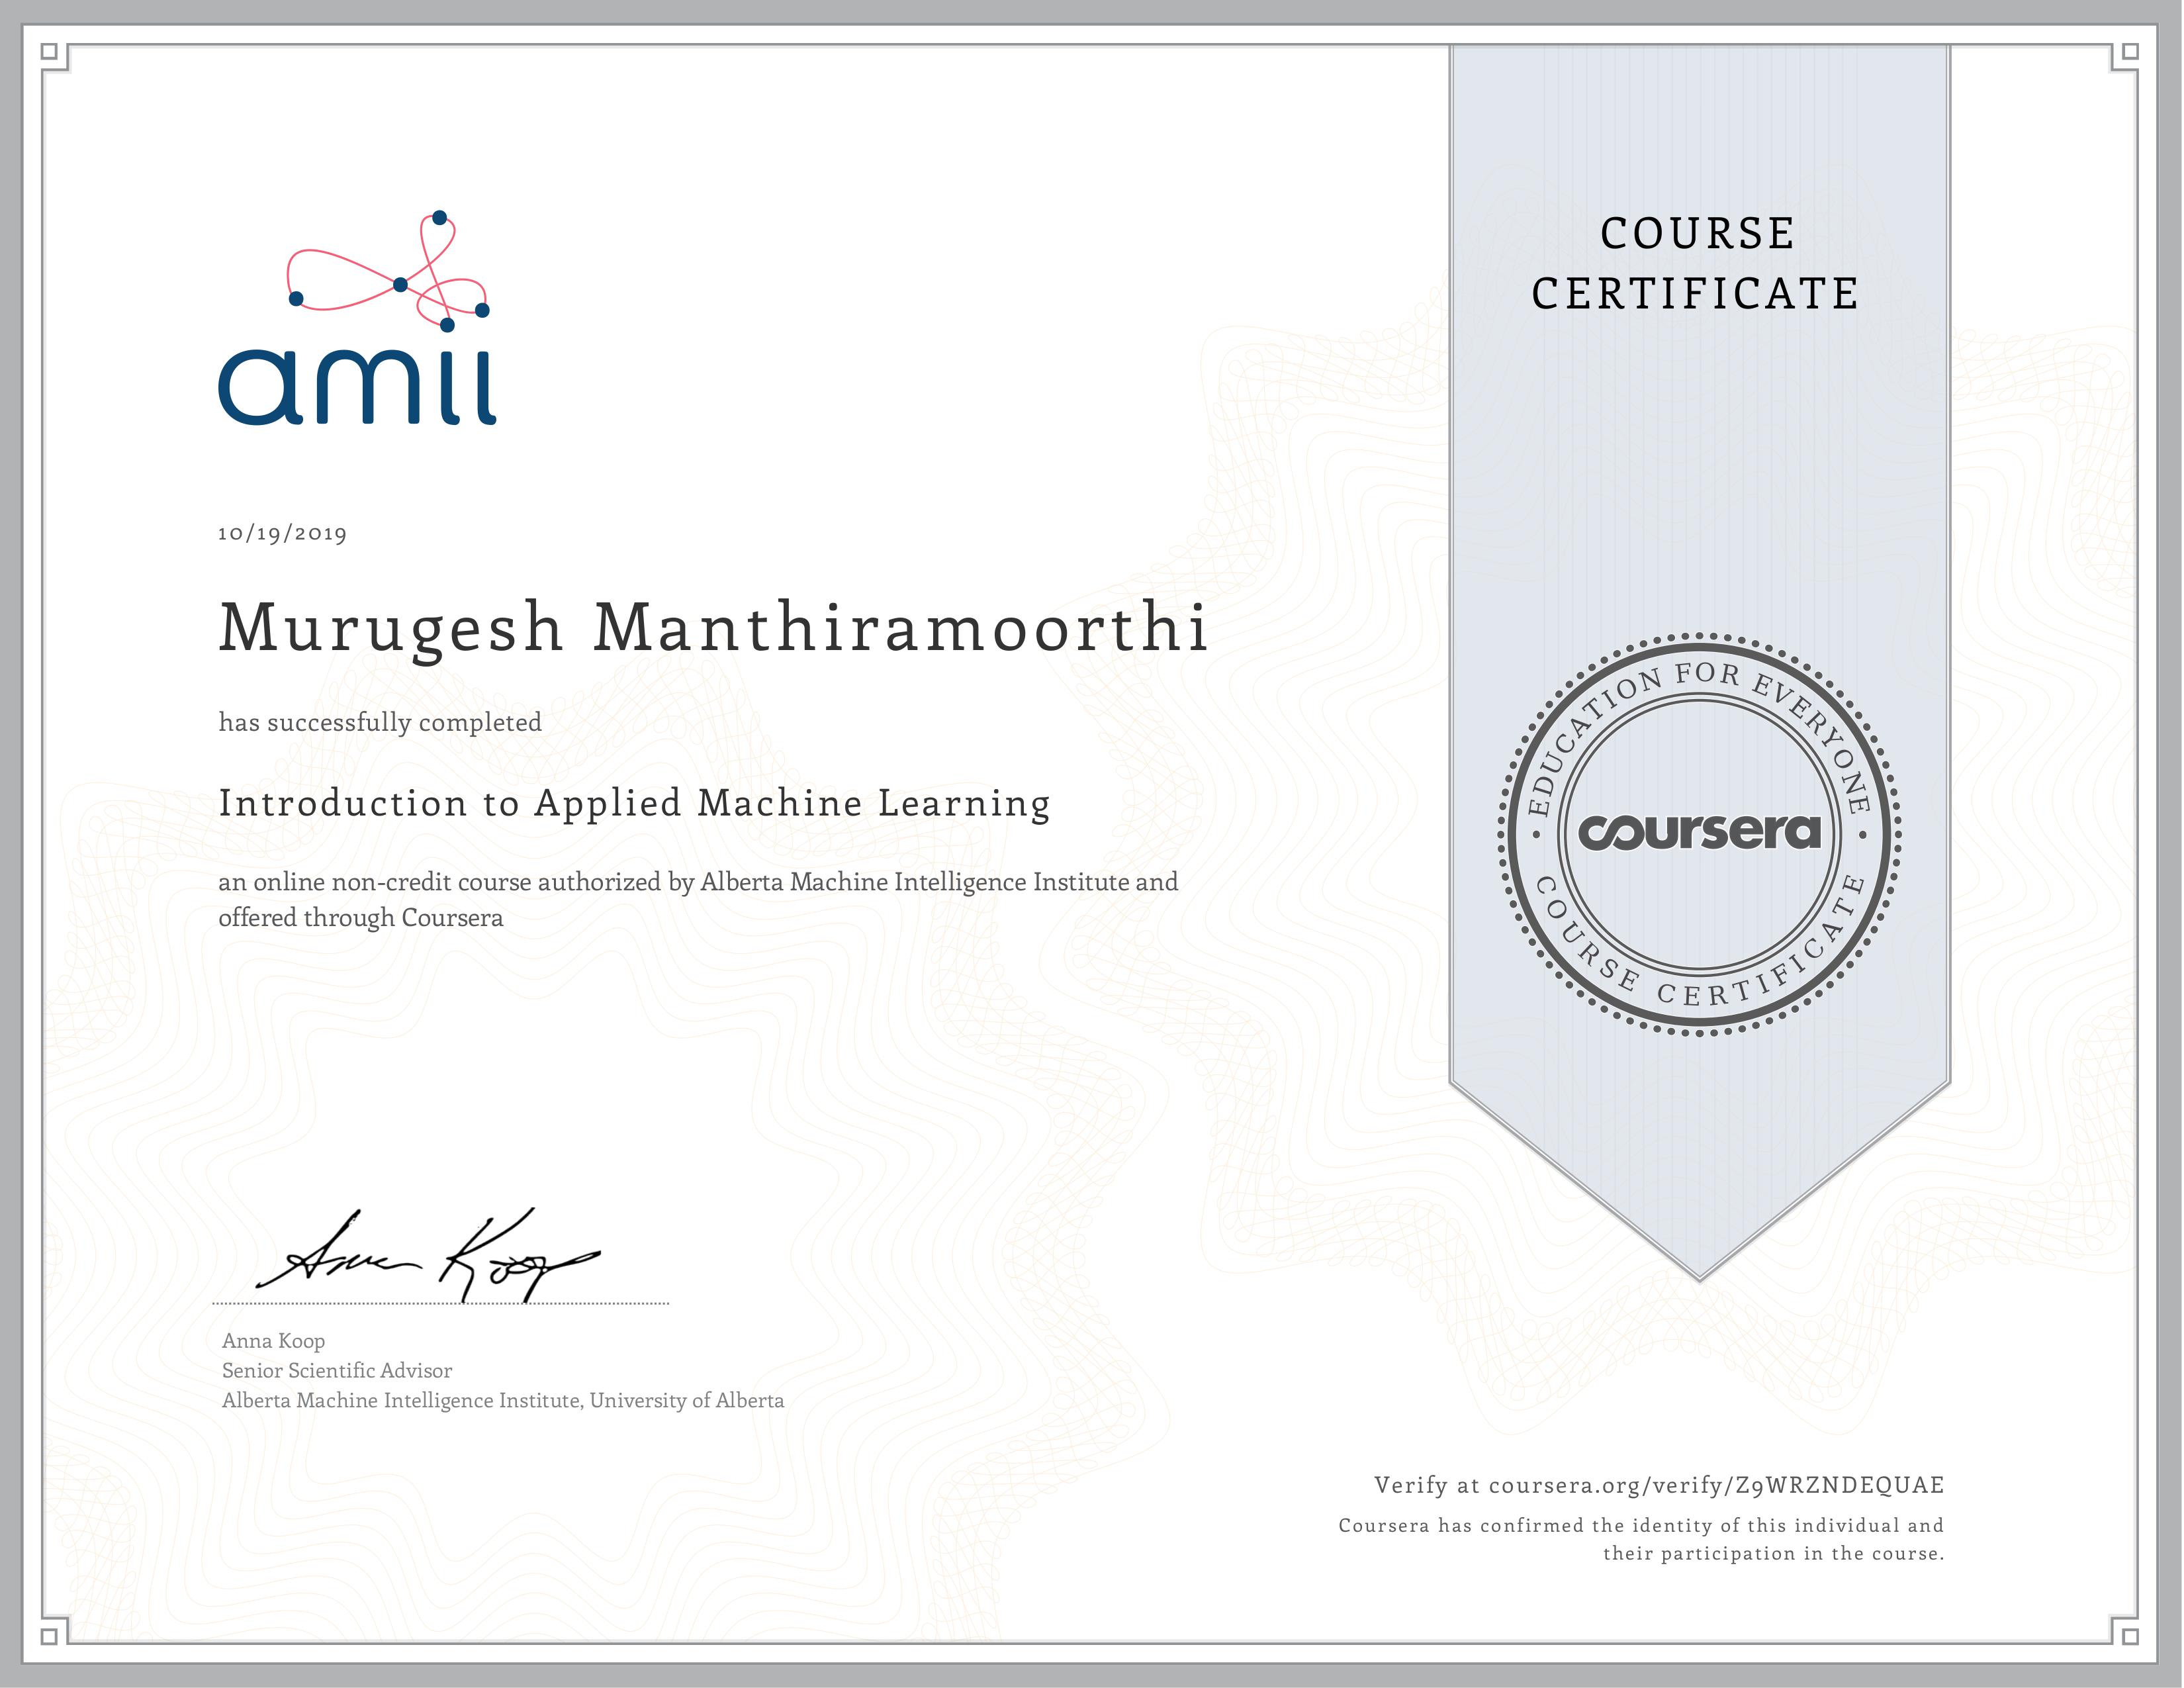 amii
COURSE
CERTIFICATE
10/19/2019
Murugesh Manthiramoorthi
has successfully completed
Introduction to Applied Machine Learning
an online non-credit course authorized by Alberta Machine Intelligence Institute and
offered through Coursera
EDUCATION FOR EVERYONE
coursera
COURSE CERTIFICATE
Anna Koop
Anna Koop
Senior Scientific Advisor
Alberta Machine Intelligence Institute, University of Alberta
Verify at coursera.org/verify/Z9WRZNDEQUAE
Coursera has confirmed the identity of this individual and
their participation in the course.